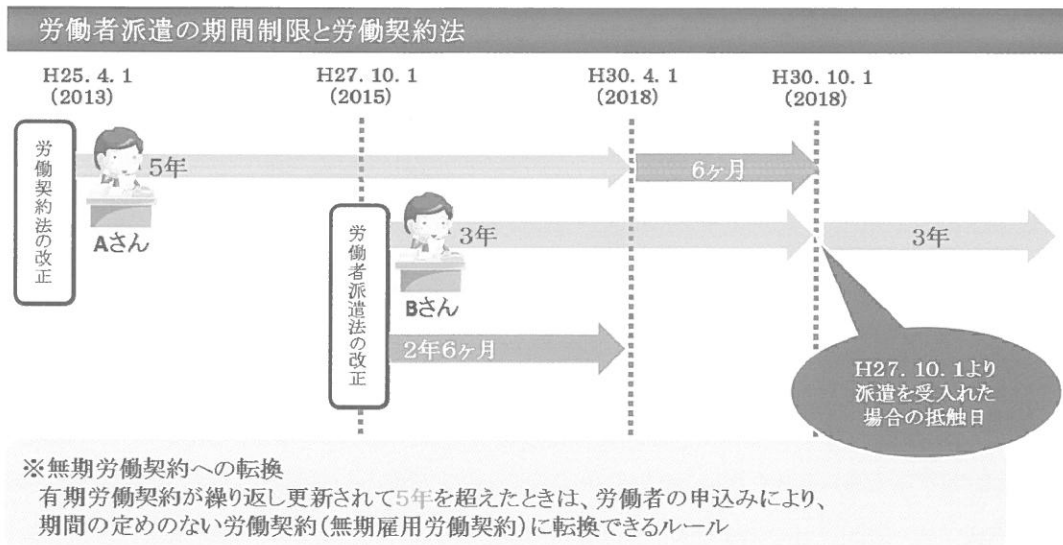 労働者派遣の期間制限と労働契約法
H25. 4. 1
(2013)
H27. 10. 1
(2015)
H30. 4. 1
(2018)
H30. 10. 1
(2018)
労働契約法の改正
5年
Aさん
6ヶ月
労働者派遣法の改正
3年
Bさん
3年
2年6ヶ月
H27. 10. 1より
派遣を受入れた
場合の抵触日
※無期労働契約への転換
有期労働契約が繰り返し更新されて5年を超えたときは、労働者の申込みにより、
期間の定めのない労働契約(無期雇用労働契約)に転換できるルール